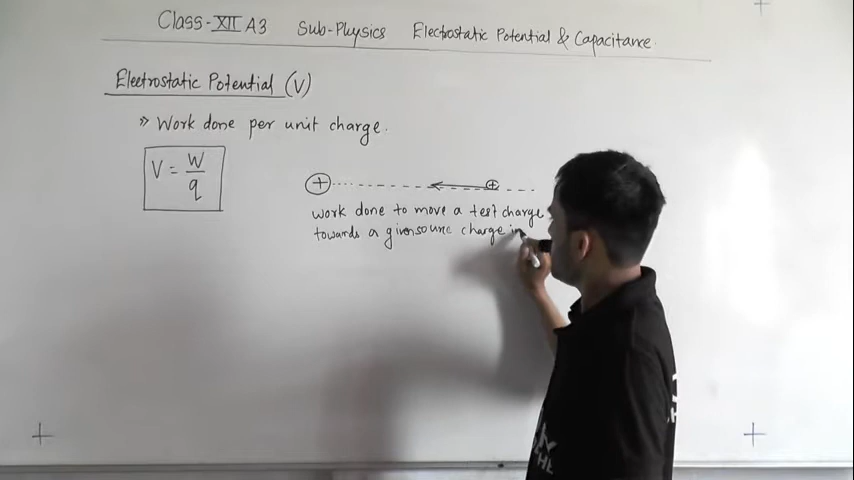 Class-XII A3 Sub-Physics Electrostatic Potential & Capacitance.
Electrostatic Potential (V)
» Work done per unit charge.
V = W/q
work done to move a test charge
towards a given source charge in